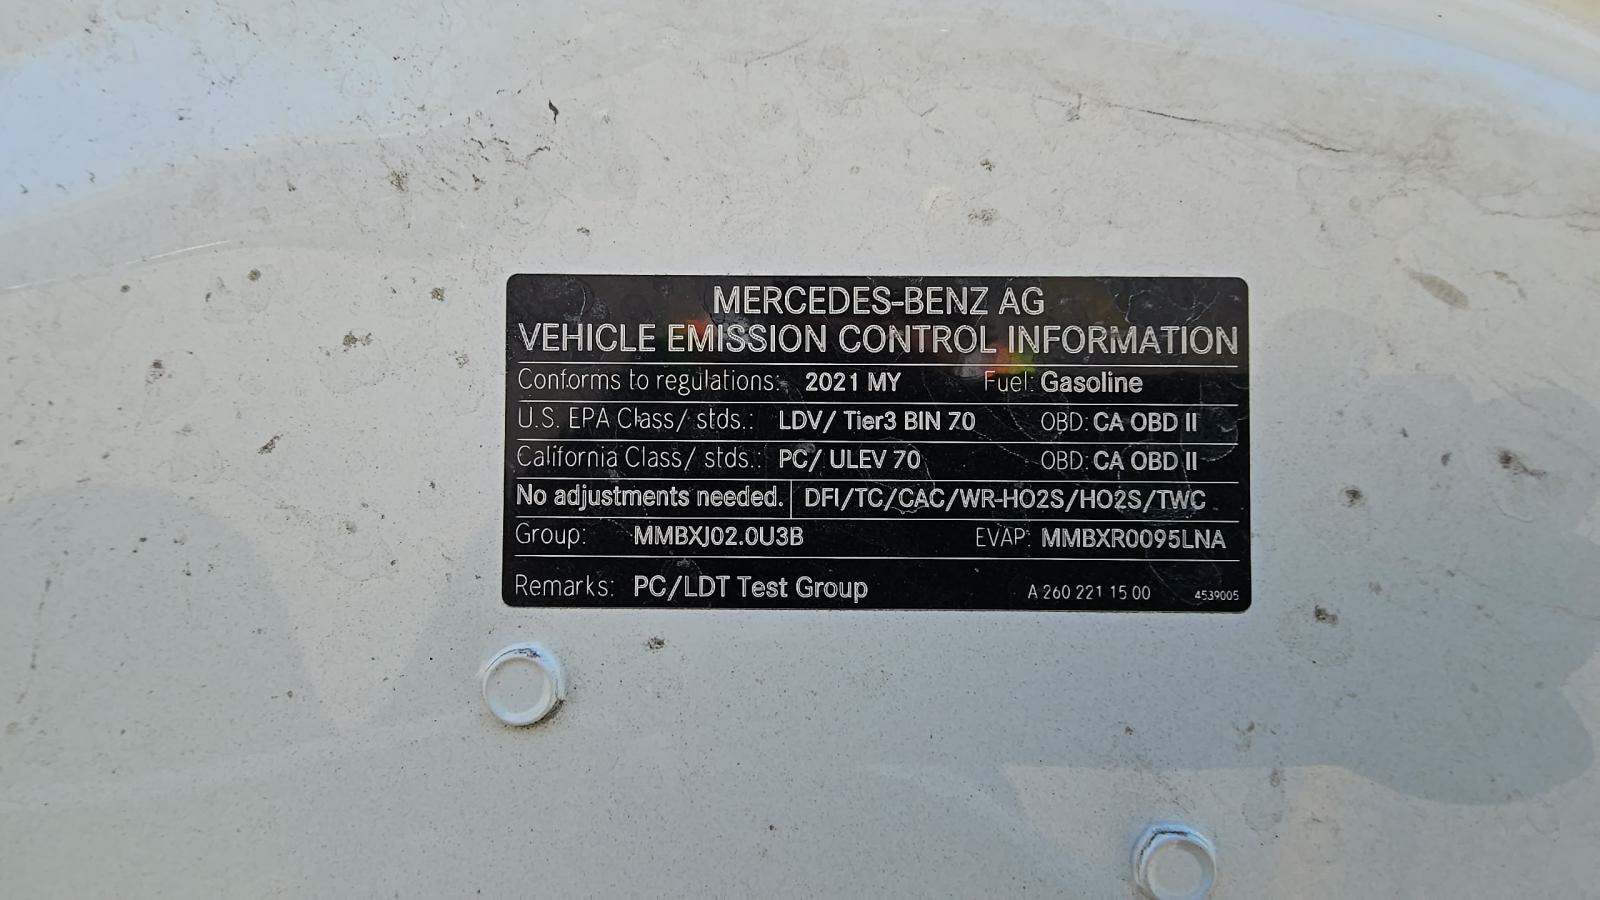 MERCEDES-BENZ AG
VEHICLE EMISSION CONTROL INFORMATION
Conforms to regulations: 2021 MY Fuel: Gasoline
U.S. EPA Class/ stds.: LDV/ Tier3 BIN 70 OBD: CA OBD II
California Class/ stds.: PC/ ULEV 70 OBD: CA OBD II
No adjustments needed. DFI/TC/CAC/WR-HO2S/HO2S/TWC
Group: MMBXJ02.0U3B EVAP: MMBXR0095LNA
Remarks: PC/LDT Test Group A 260 221 15 00 4539005